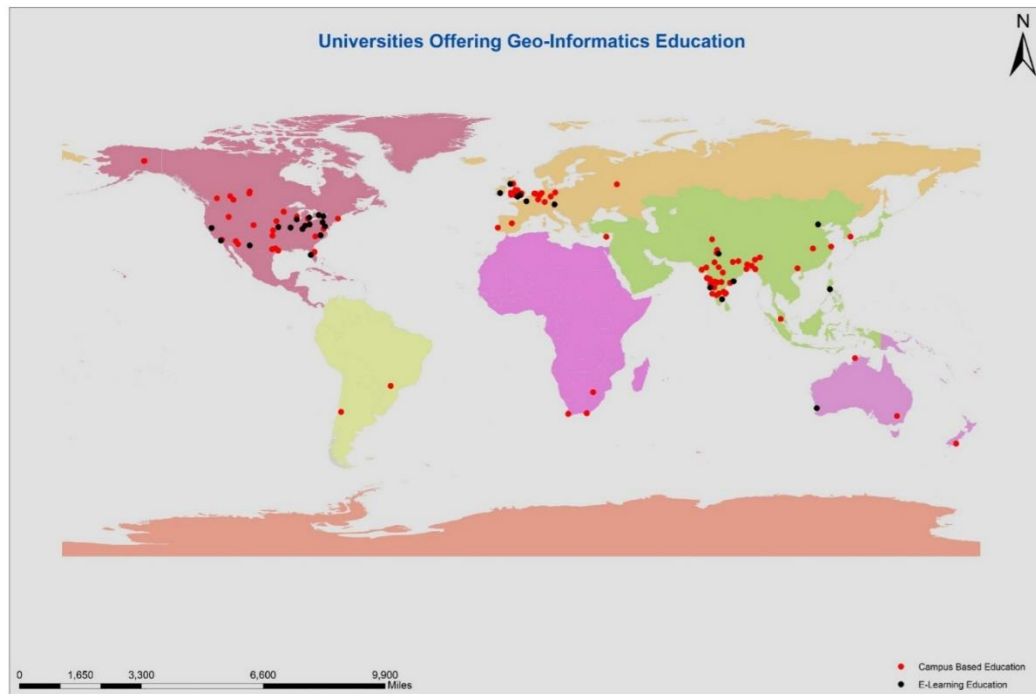 Universities Offering Geo-Informatics Education
N
0 1,650 3,300 6,600 9,900
Miles
Campus Based Education
E-Learning Education